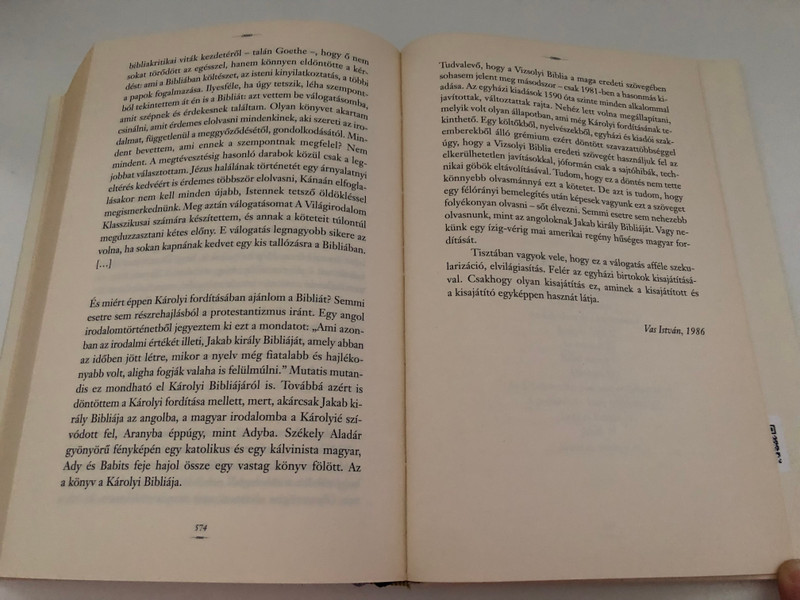 bibliakritikai viták kezdetéről – talán Goethe –, hogy ő nem
sokat törődött az egésszel, hanem könnyen eldöntötte a kér-
dést: ami a Bibliában költészet, az isteni kinyilatkoztatás, a többi
a papok fogalmazása. Ilyesféle, ha úgy tetszik, léha szempont-
ból tekintettem át én is a Bibliát: azt vettem be válogatásomba,
amit szépnek és érdekesnek találtam. Olyan könyvet akartam
csinálni, amit érdemes elolvasni mindenkinek, aki szereti az iro-
dalmat, függetlenül a meggyőződésétől, gondolkodásától. Min-
dent bevettem, ami ennek a szempontnak megfelel? Nem
mindent. A megtévesztésig hasonló darabok közül csak a leg-
jobbat választottam. Jézus halálának történetét egy árnyalatnyi
eltérés kedvéért is érdemes többször elolvasni, Kánaán elfogla-
lásakor nem kell minden újabb, Istennek tetsző öldökléssel
megismerkednünk. Meg aztán válogatásomat A Világirodalom
Klasszikusai számára készítettem, és annak a köteteit túlontúl
megduzzasztani kétes előny. E válogatás legnagyobb sikere az
volna, ha sokan kapnának kedvet egy kis tallózásra a Bibliában.
[…]
És miért éppen Károlyi fordításában ajánlom a Bibliát? Semmi
esetre sem részrehajlásból a protestantizmus iránt. Egy angol
irodalomtörténetből jegyeztem ki ezt a mondatot: „Ami azon-
ban az irodalmi értékét illeti, Jakab király Bibliáját, amely abban
az időben jött létre, mikor a nyelv még fiatalabb és hajléko-
nyabb volt, aligha fogják valaha is felülmúlni.” Mutatis mutan-
dis ez mondható el Károlyi Bibliájáról is. Továbbá azért is
döntöttem a Károlyi fordítása mellett, mert, akárcsak Jakab ki-
rály Bibliája az angolba, a magyar irodalomba a Károlyié szí-
vódott fel, Aranyba éppúgy, mint Adyba. Székely Aladár
gyönyörű fényképén egy katolikus és egy kálvinista magyar,
Ady és Babits feje hajol össze egy vastag könyv fölött. Az
a könyv a Károlyi Bibliája.
574
Tudvalevő, hogy a Vizsolyi Biblia a maga eredeti szövegében
sohasem jelent meg másodszor – csak 1981-ben a hasonmás ki-
adása. Az egyházi kiadások 1590 óta szinte minden alkalommal
javítottak, változtattak rajta. Nehéz lett volna megállapítani,
melyik volt olyan állapotban, ami még Károlyi fordításának te-
kinthető. Egy költőkből, nyelvészekből, egyházi és kiadói szak-
emberekből álló grémium ezért döntött szavazattöbbséggel
úgy, hogy a Vizsolyi Biblia eredeti szövegét használjuk fel az
elkerülhetetlen javításokkal, jóformán csak a sajtóhibák, tech-
nikai göbök eltávolításával. Tudom, hogy ez a döntés nem tette
könnyebb olvasmánnyá ezt a kötetet. De azt is tudom, hogy
egy félórányi bemelegítés után képesek vagyunk ezt a szöveget
folyékonyan olvasni – sőt élvezni. Semmi esetre sem nehezebb
olvasnunk, mint az angoloknak Jakab király Bibliáját. Vagy ne-
künk egy ízig-vérig mai amerikai regény hűséges magyar for-
dítását.
Tisztában vagyok vele, hogy ez a válogatás afféle szeku-
larizáció, elvilágiasítás. Felér az egyházi birtokok kisajátításá-
val. Csakhogy olyan kisajátítás ez, aminek a kisajátított és
a kisajátító egyképpen hasznát látja.
Vas István, 1986